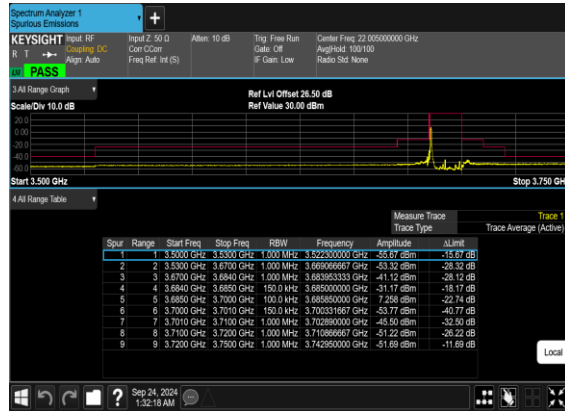 Spectrum Analyzer 1
Spurious Emissions
+
KEYSIGHT Input: RF Input Z: 50 Ω Atten: 10 dB Trig: Free Run Center Freq: 22.005000000 GHz
R T Coupling: DC Corr CCorr Gate: Off Avg|Hold: 100/100
Align: Auto Freq Ref: Int (S) IF Gain: Low Radio Std: None
PASS
3 All Range Graph
Ref Lvl Offset 26.50 dB
Scale/Div 10.0 dB Ref Value 30.00 dBm
20.0
0.00
-20.0
-40.0
-60.0
Start 3.500 GHz Stop 3.750 GH
4 All Range Table
Measure Trace Trace 1
Trace Type Trace Average (Active)
Spur Range Start Freq Stop Freq RBW Frequency Amplitude ΔLimit
1 1 3.5000 GHz 3.5300 GHz 1.000 MHz 3.522300000 GHz -55.67 dBm -15.67 dB
2 2 3.5300 GHz 3.6700 GHz 1.000 MHz 3.669066667 GHz -53.32 dBm -28.32 dB
3 3 3.6700 GHz 3.6840 GHz 1.000 MHz 3.683953333 GHz -41.12 dBm -28.12 dB
4 4 3.6840 GHz 3.6850 GHz 150.0 kHz 3.685000000 GHz -31.17 dBm -18.17 dB
5 5 3.6850 GHz 3.7000 GHz 100.0 kHz 3.685850000 GHz 7.258 dBm -22.74 dB
6 6 3.7000 GHz 3.7010 GHz 150.0 kHz 3.700331667 GHz -53.77 dBm -40.77 dB
7 7 3.7010 GHz 3.7100 GHz 1.000 MHz 3.702890000 GHz -45.50 dBm -32.50 dB
8 8 3.7100 GHz 3.7200 GHz 1.000 MHz 3.710866667 GHz -51.22 dBm -26.22 dB
9 9 3.7200 GHz 3.7500 GHz 1.000 MHz 3.742950000 GHz -51.69 dBm -11.69 dB
Local
? Sep 24, 2024
1:32:18 AM